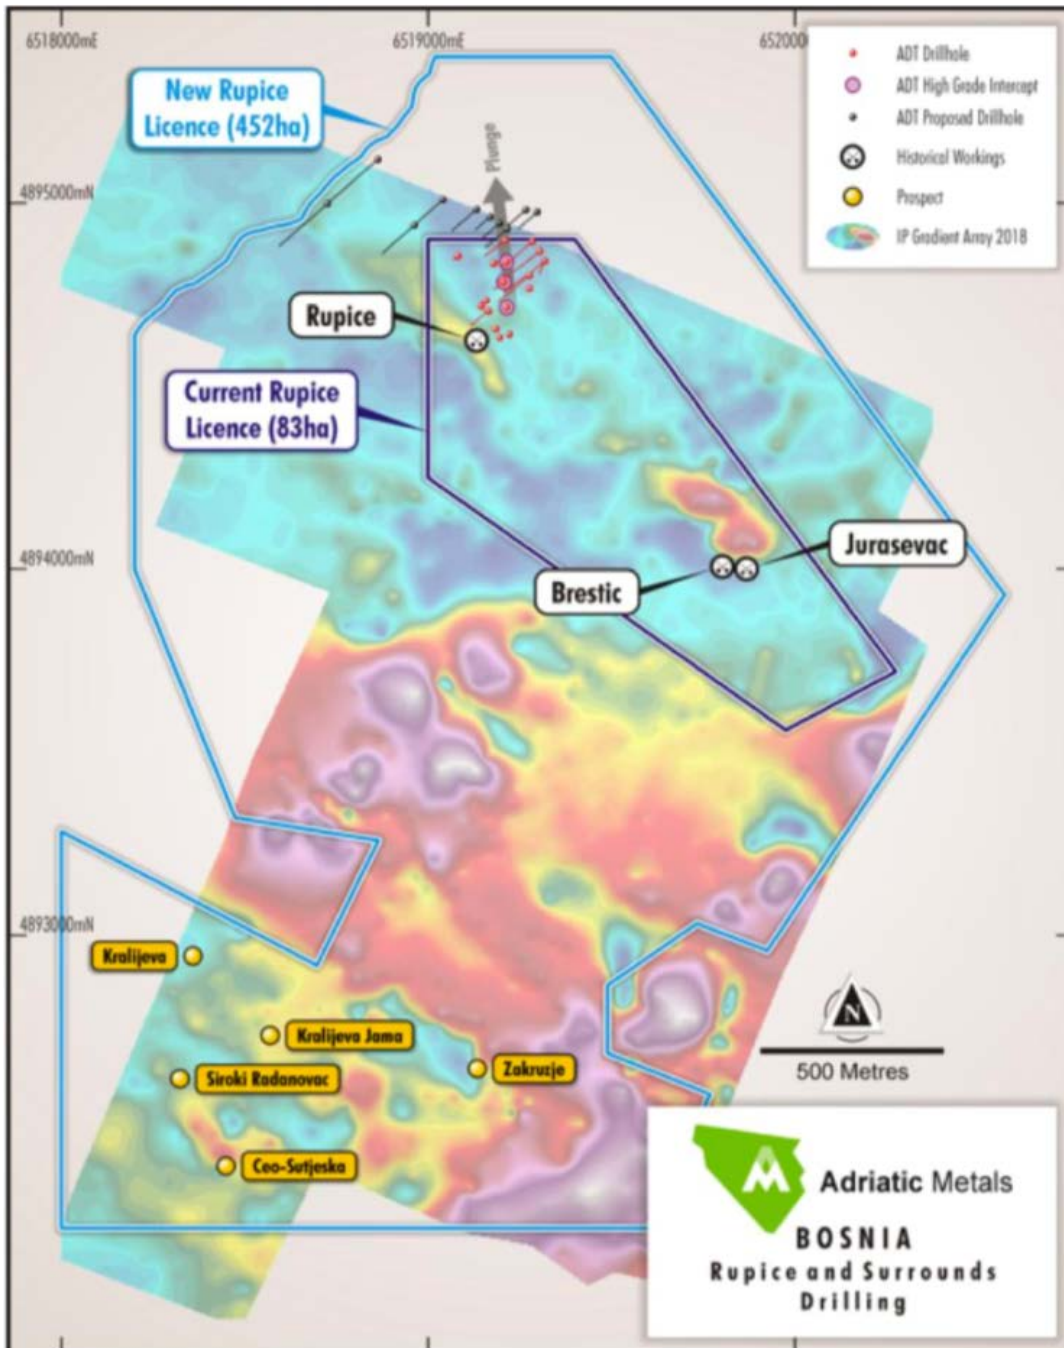 6518000mE
6519000mE
6520000
New Rupice
Licence (452ha)
ADT Drillhole
ADT High Grade Intercept
ADT Proposed Drillhole
Historical Workings
Prospect
IP Gradient Array 2018
Plunge
4895000mN
Rupice
Current Rupice
Licence (83ha)
4894000mN
Jurasevac
Brestic
4893000mN
Kralijeva
Kralijeva Jama
Siroki Radanovac
Zakruzje
Ceo-Sutjeska
N
500 Metres
Adriatic Metals
BOSNIA
Rupice and Surrounds
Drilling